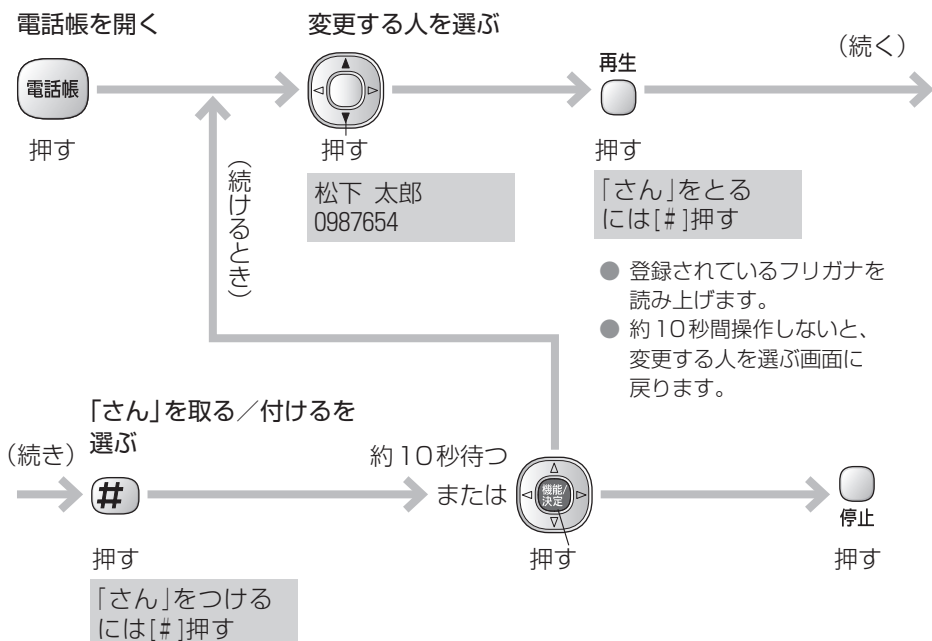 電話帳を開く
電話帳
押す
変更する人を選ぶ
押す
松下 太郎
0987654
再生
押す
「さん」をとる
には[#]押す
● 登録されているフリガナを
読み上げます。
● 約10秒間操作しないと、
変更する人を選ぶ画面に
戻ります。
(続く)
(続けるとき)
(続き)
「さん」を取る/付けるを
選ぶ
#
押す
「さん」をつける
には[#]押す
約10秒待つ
または
機能/
決定
押す
停止
押す